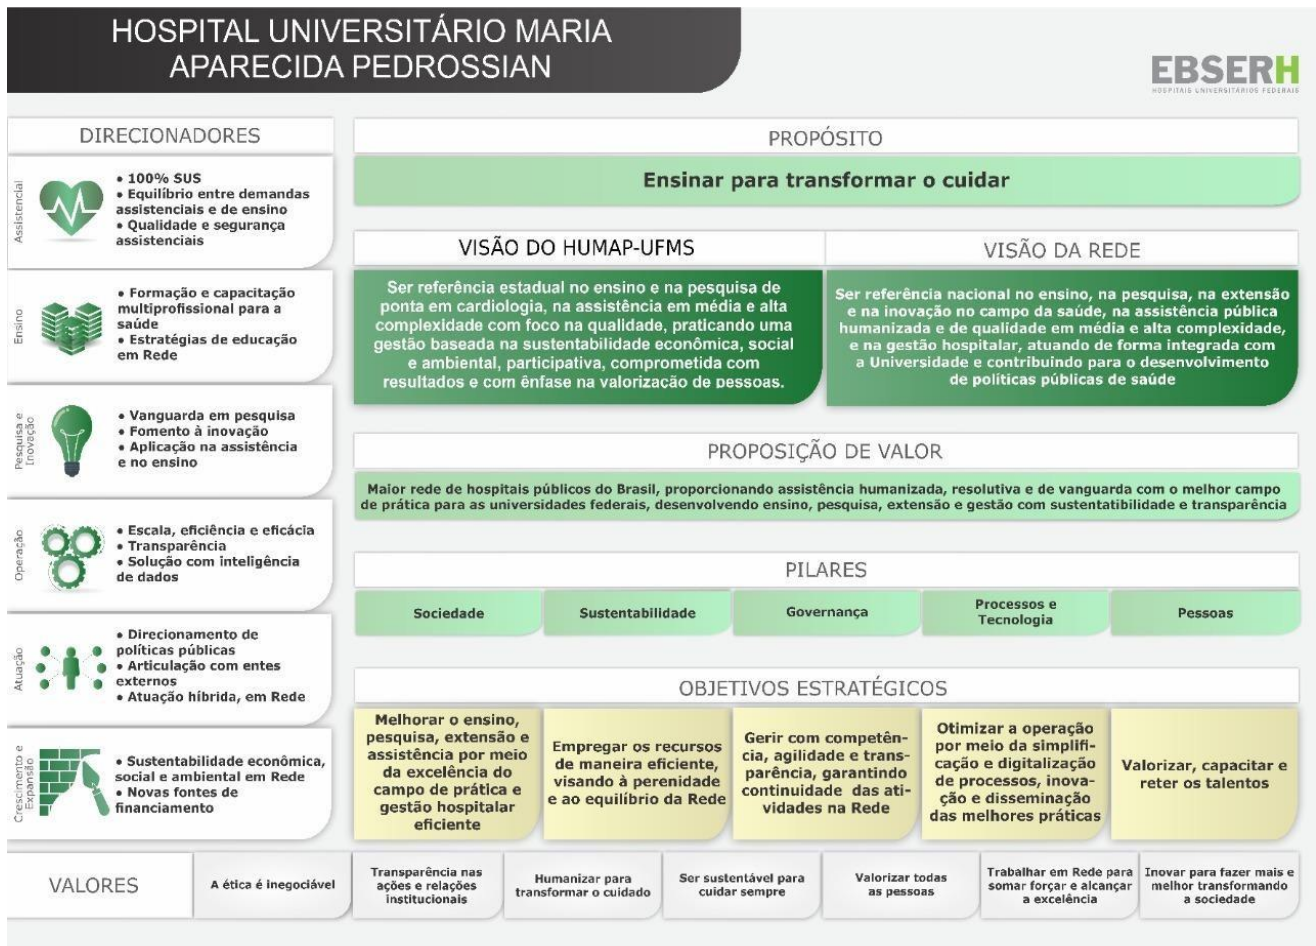 HOSPITAL UNIVERSITÁRIO MARIA
APARECIDA PEDROSSIAN
EBSERH
HOSPITAIS UNIVERSITÁRIOS FEDERAIS
DIRECIONADORES
Assistencial
• 100% SUS
• Equilíbrio entre demandas
assistenciais e de ensino
• Qualidade e segurança
assistenciais
Ensino
• Formação e capacitação
multiprofissional para a
saúde
• Estratégias de educação
em Rede
Pesquisa e
Inovação
• Vanguarda em pesquisa
• Fomento à inovação
• Aplicação na assistência
e no ensino
Operação
• Escala, eficiência e eficácia
• Transparência
• Solução com inteligência
de dados
Atuação
• Direcionamento de
políticas públicas
• Articulação com entes
externos
• Atuação híbrida, em Rede
Crescimento e
Expansão
• Sustentabilidade econômica,
social e ambiental em Rede
• Novas fontes de
financiamento
PROPÓSITO
Ensinar para transformar o cuidar
VISÃO DO HUMAP-UFMS
Ser referência estadual no ensino e na pesquisa de
ponta em cardiologia, na assistência em média e alta
complexidade com foco na qualidade, praticando uma
gestão baseada na sustentabilidade econômica, social
e ambiental, participativa, comprometida com
resultados e com ênfase na valorização de pessoas.
VISÃO DA REDE
Ser referência nacional no ensino, na pesquisa, na extensão
e na inovação no campo da saúde, na assistência pública
humanizada e de qualidade em média e alta complexidade,
e na gestão hospitalar, atuando de forma integrada com
a Universidade e contribuindo para o desenvolvimento
de políticas públicas de saúde
PROPOSIÇÃO DE VALOR
Maior rede de hospitais públicos do Brasil, proporcionando assistência humanizada, resolutiva e de vanguarda com o melhor campo
de prática para as universidades federais, desenvolvendo ensino, pesquisa, extensão e gestão com sustentatibilidade e transparência
PILARES
Sociedade
Sustentabilidade
Governança
Processos e
Tecnologia
Pessoas
OBJETIVOS ESTRATÉGICOS
Melhorar o ensino,
pesquisa, extensão e
assistência por meio
da excelência do
campo de prática e
gestão hospitalar
eficiente
Empregar os recursos
de maneira eficiente,
visando à perenidade
e ao equilíbrio da Rede
Gerir com competên-
cia, agilidade e trans-
parência, garantindo
continuidade das ati-
vidades na Rede
Otimizar a operação
por meio da simplifi-
cação e digitalização
de processos, inova-
ção e disseminação
das melhores práticas
Valorizar, capacitar e
reter os talentos
VALORES
A ética é inegociável
Transparência nas
ações e relações
institucionais
Humanizar para
transformar o cuidado
Ser sustentável para
cuidar sempre
Valorizar todas
as pessoas
Trabalhar em Rede para
somar forçar e alcançar
a excelência
Inovar para fazer mais e
melhor transformando
a sociedade